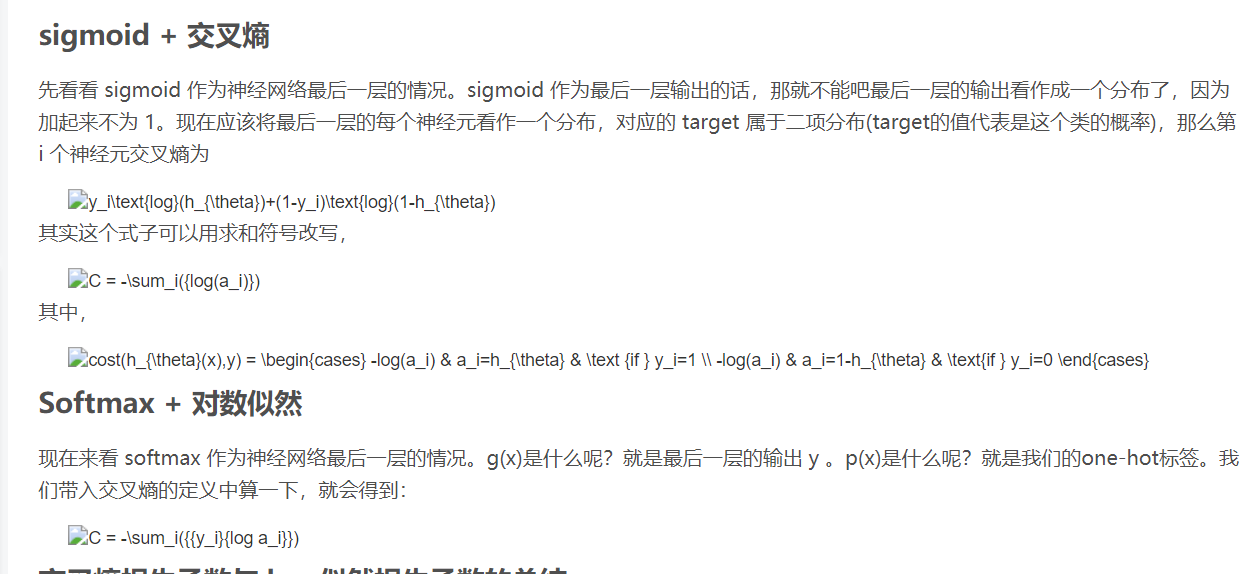 sigmoid + 交叉熵
先看看 sigmoid 作为神经网络最后一层的情况。sigmoid 作为最后一层输出的话，那就不能吧最后一层的输出看作成一个分布了，因为
加起来不为 1。现在应该将最后一层的每个神经元看作一个分布，对应的 target 属于二项分布(target的值代表是这个类的概率)，那么第
i 个神经元交叉熵为
y_i\text{log}(h_{\theta})+(1-y_i)\text{log}(1-h_{\theta})
其实这个式子可以用求和符号改写，
C = -\sum_i({log(a_i)})
其中，
cost(h_{\theta}(x),y) = \begin{cases} -log(a_i) & a_i=h_{\theta} & \text {if } y_i=1 \\ -log(a_i) & a_i=1-h_{\theta} & \text{if } y_i=0 \end{cases}
Softmax + 对数似然
现在来看 softmax 作为神经网络最后一层的情况。g(x)是什么呢？就是最后一层的输出 y 。p(x)是什么呢？就是我们的one-hot标签。我
们带入交叉熵的定义中算一下，就会得到：
C = -\sum_i({{y_i}{log a_i}})